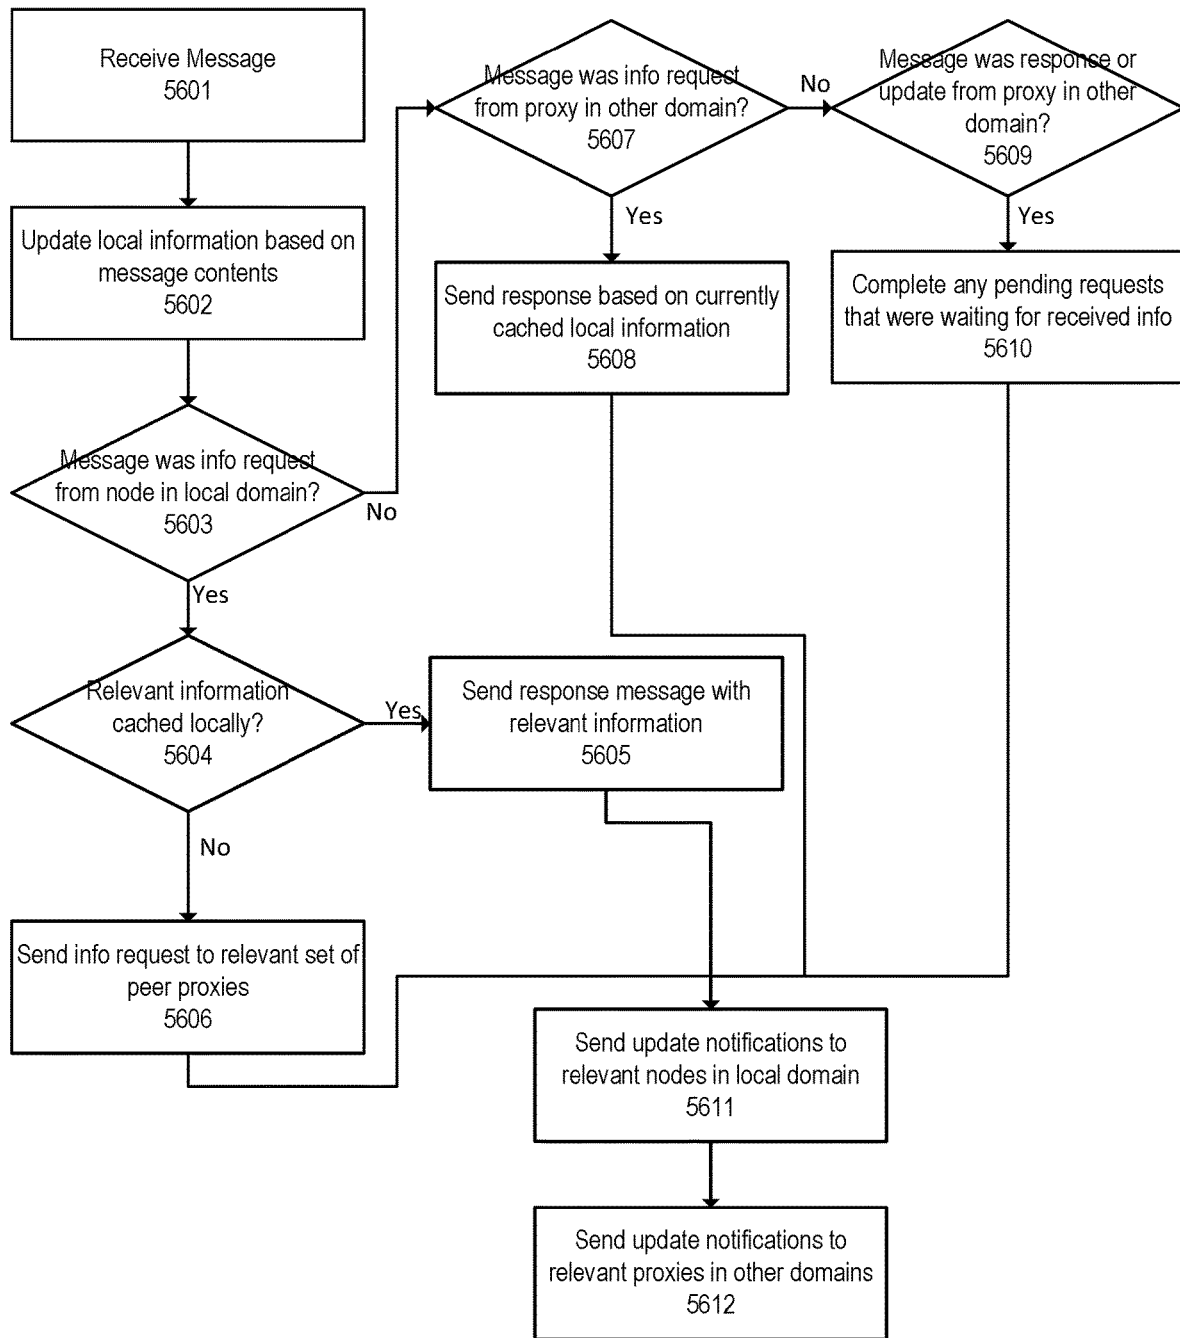 Receive Message
5601
Update local information based on
message contents
5602
Message was info request
from node in local domain?
5603
No
Yes
Relevant information
cached locally?
5604
Yes
No
Send response message with
relevant information
5605
Send info request to relevant set of
peer proxies
5606
Message was info request
from proxy in other domain?
5607
No
Yes
Send response based on currently
cached local information
5608
Message was response or
update from proxy in other
domain?
5609
Yes
Complete any pending requests
that were waiting for received info
5610
Send update notifications to
relevant nodes in local domain
5611
Send update notifications to
relevant proxies in other domains
5612